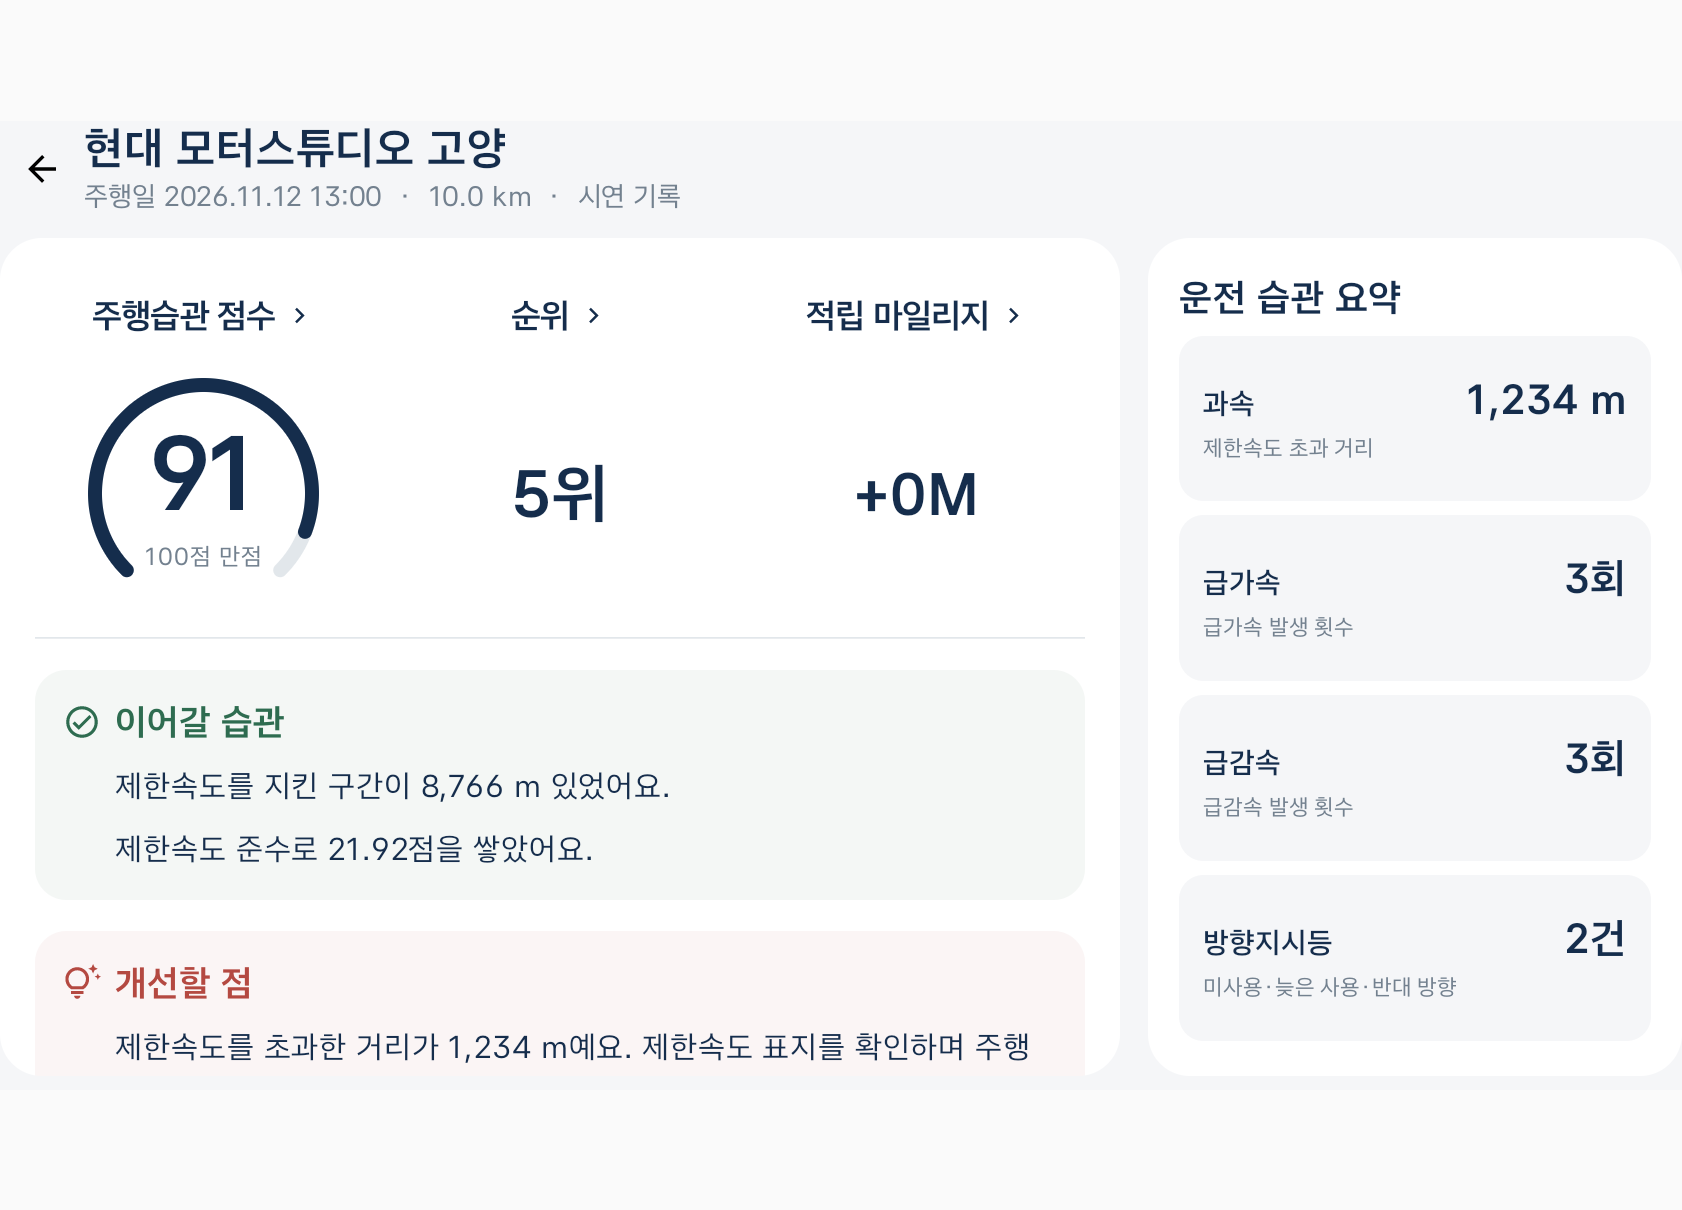 현대 모터스튜디오 고양
주행일 2026.11.12 13:00 · 10.0 km · 시연 기록
주행습관 점수
91
100점 만점
순위
5위
적립 마일리지
+0M
이어갈 습관
제한속도를 지킨 구간이 8,766 m 있었어요.
제한속도 준수로 21.92점을 쌓았어요.
개선할 점
제한속도를 초과한 거리가 1,234 m예요. 제한속도 표지를 확인하며 주행
운전 습관 요약
과속 1,234 m
제한속도 초과 거리
급가속 3회
급가속 발생 횟수
급감속 3회
급감속 발생 횟수
방향지시등 2건
미사용·늦은 사용·반대 방향